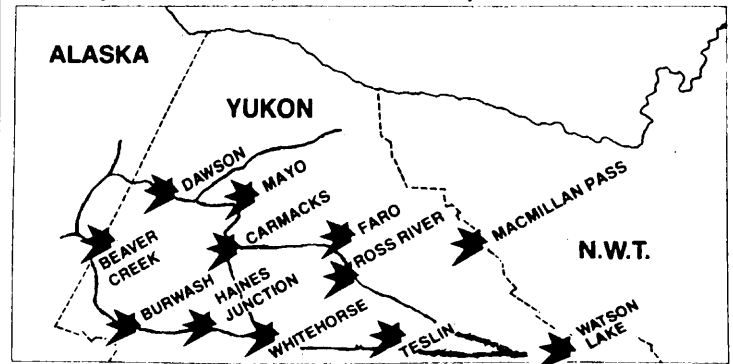 ALASKA
YUKON
DAWSON
MAYO
CARMACKS
FARO
ROSS RIVER
MACMILLAN PASS
N.W.T.
BEAVER
CREEK
BURWASH
HAINES
JUNCTION
WHITEHORSE
TESLIN
WATSON
LAKE